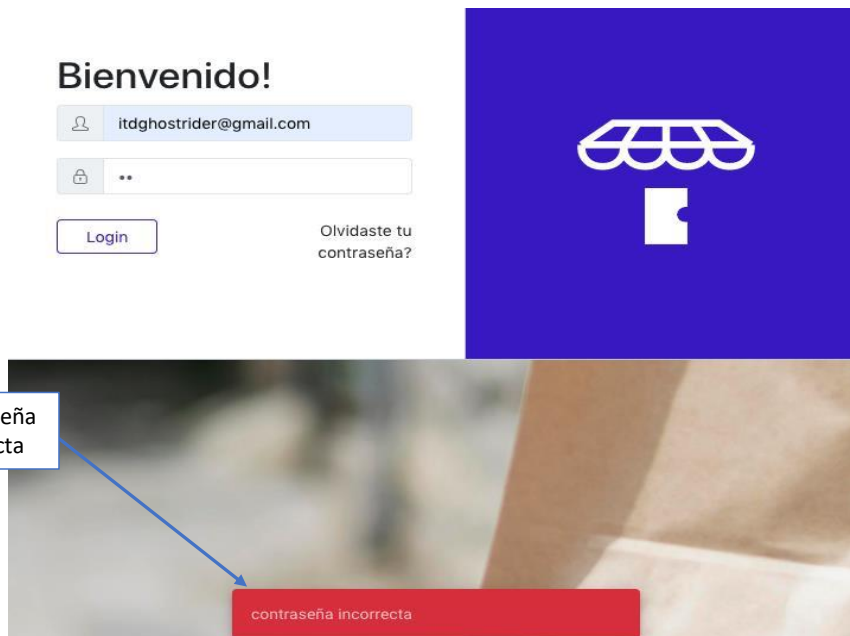 Bienvenido!
itdghostrider@gmail.com
••
Login
Olvidaste tu
contraseña?
eña
cta
contraseña incorrecta